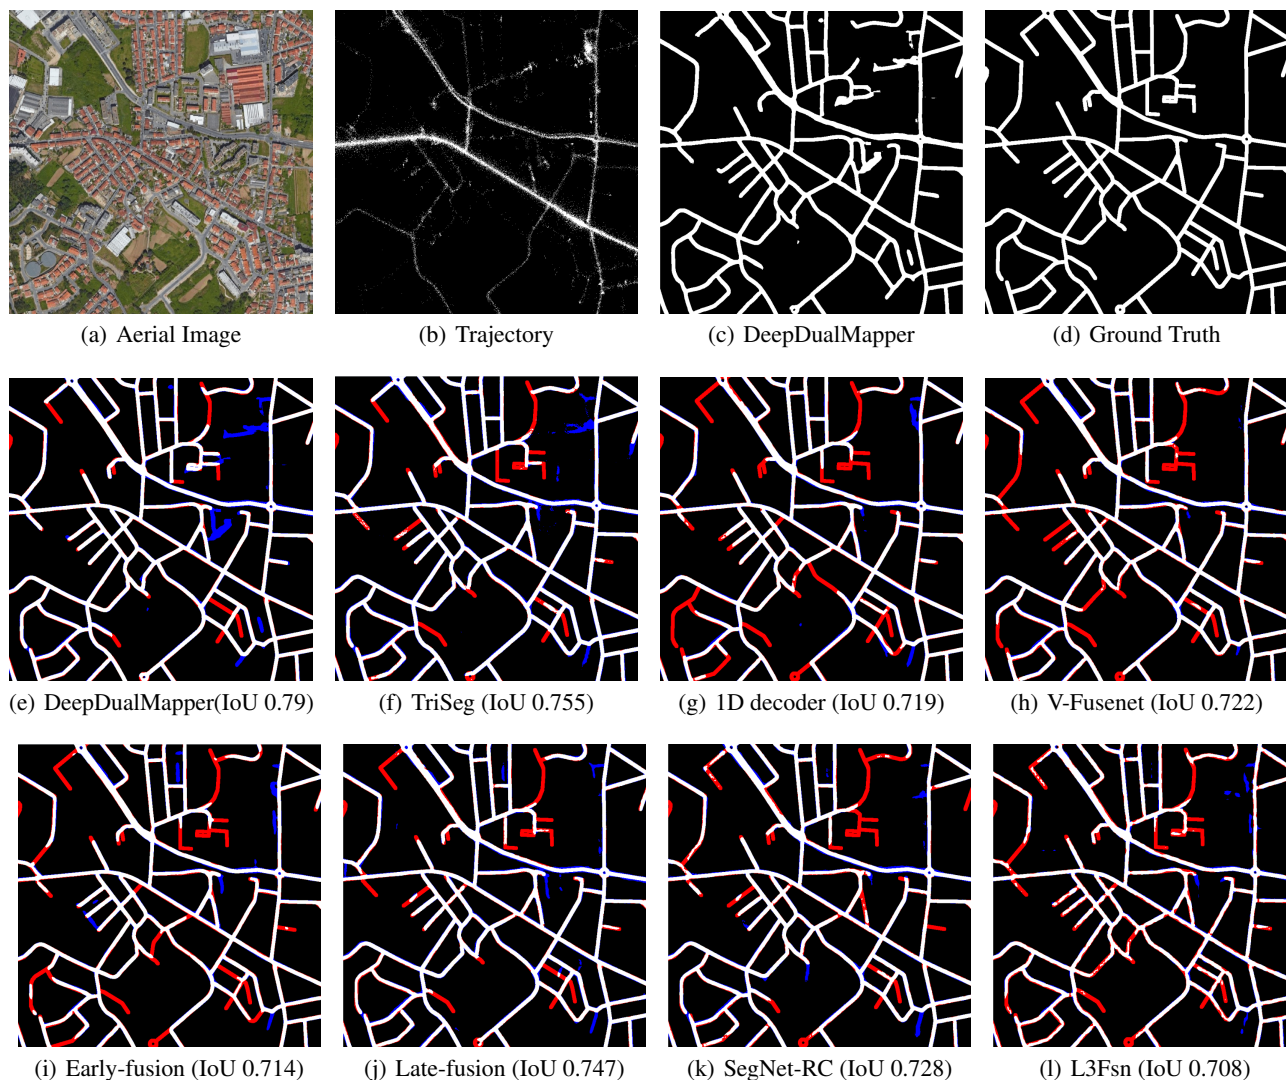 (a) Aerial Image
(b) Trajectory
(c) DeepDualMapper
(d) Ground Truth
(e) DeepDualMapper(IoU 0.79)
(f) TriSeg (IoU 0.755)
(g) 1D decoder (IoU 0.719)
(h) V-Fusenet (IoU 0.722)
(i) Early-fusion (IoU 0.714)
(j) Late-fusion (IoU 0.747)
(k) SegNet-RC (IoU 0.728)
(l) L3Fsn (IoU 0.708)